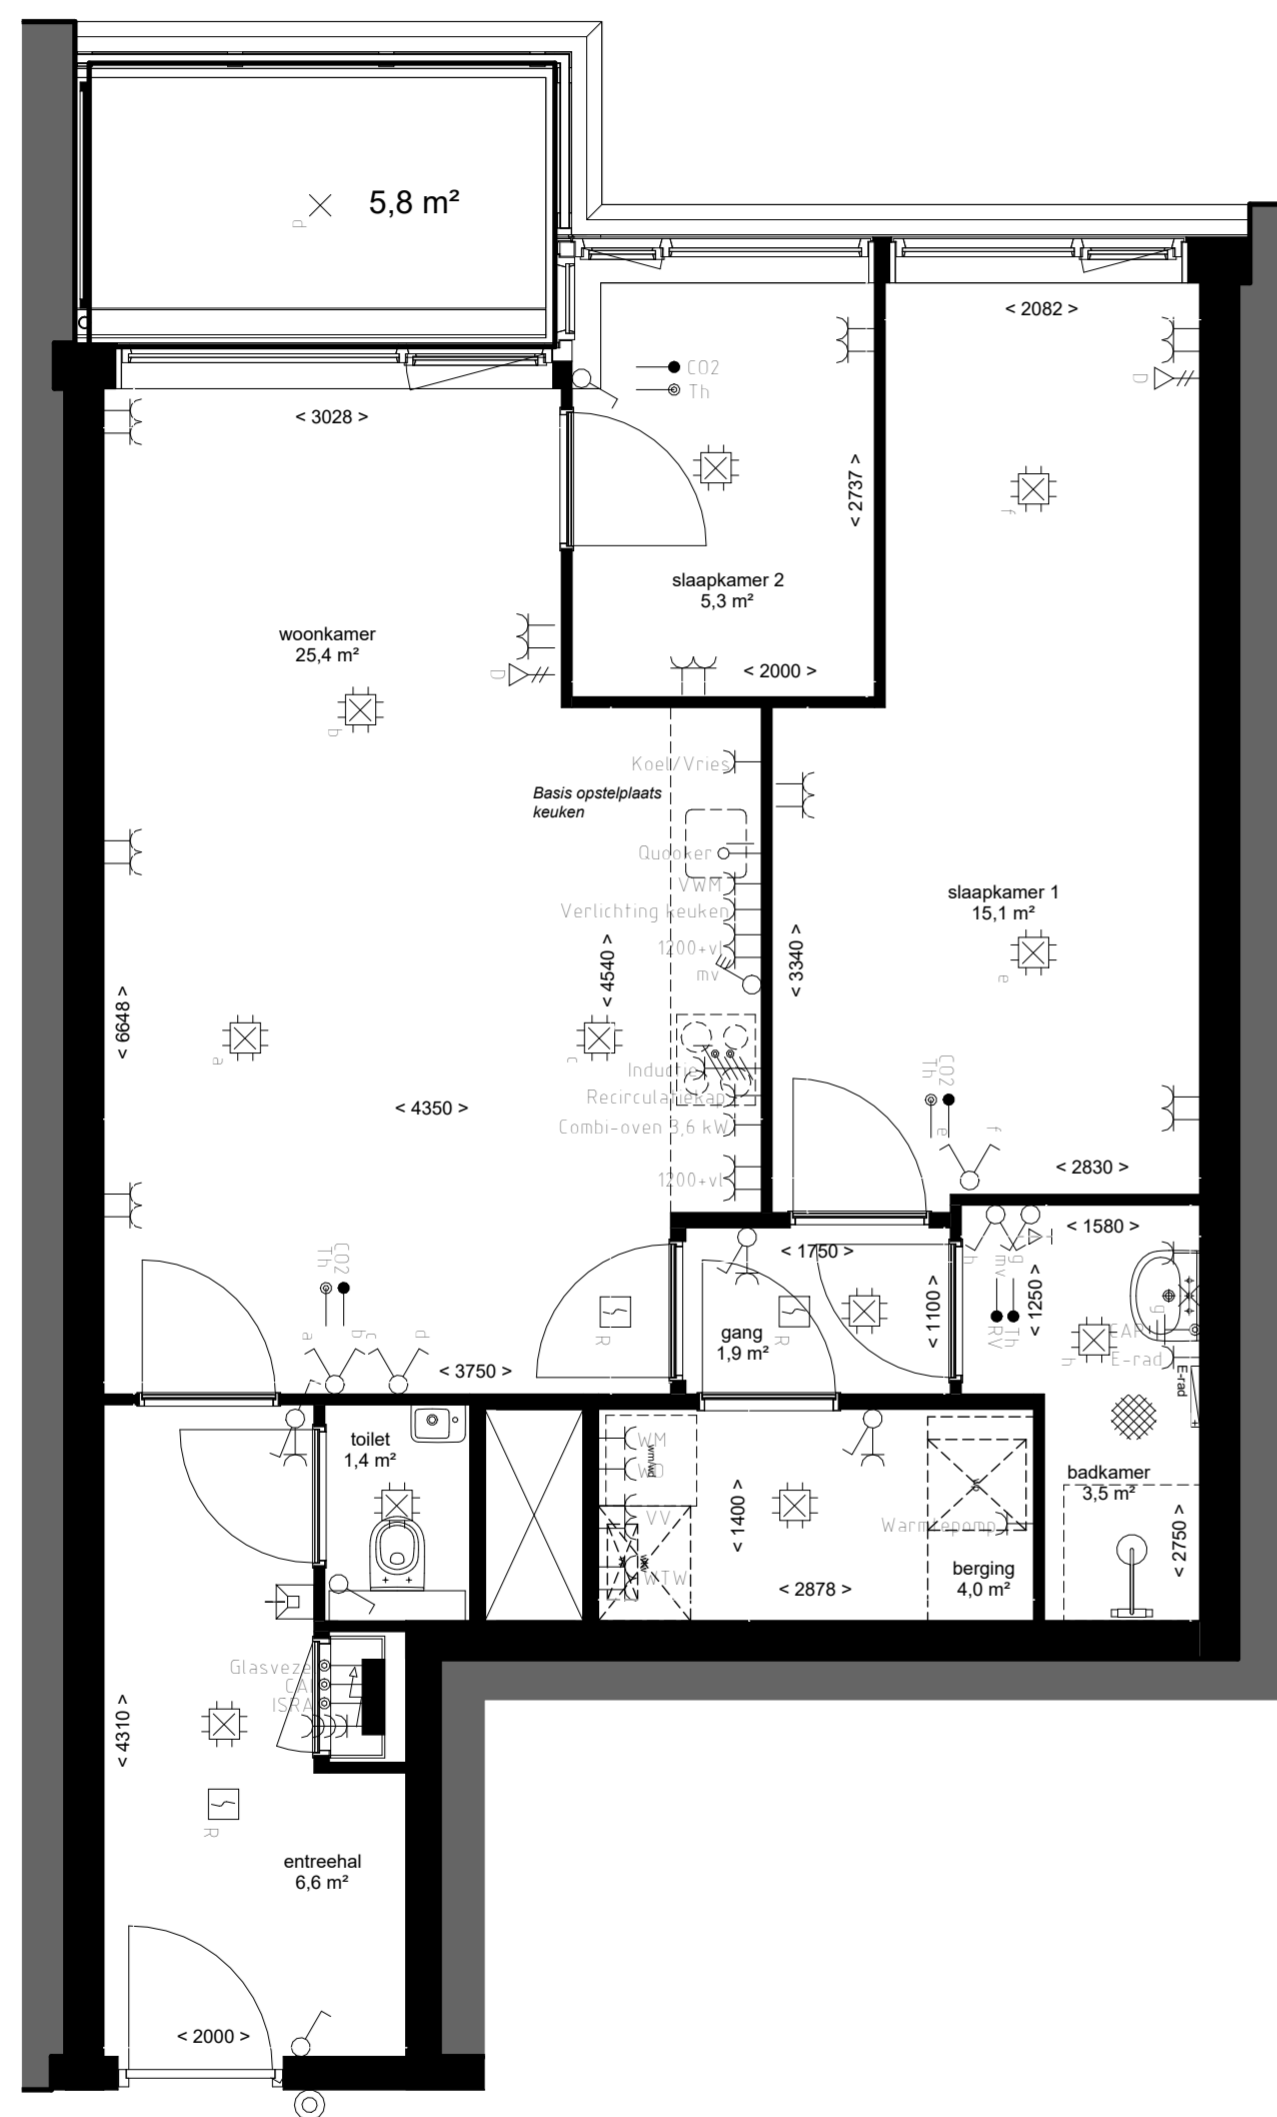 5,8 m²
d
< 2082 >
CO2
Th
D
< 3028 >
< 2737 >
f
slaapkamer 2
5,3 m²
woonkamer
25,4 m²
D
< 2000 >
b
Koel/Vries
Basis opstelplaats
keuken
Quooker
VWM
Verlichting keuken
1200+vl
mv
slaapkamer 1
15,1 m²
< 4540 >
< 3340 >
e
< 6648 >
a
c
Inductie
Recirculatiekap
Combi-oven 3,6 kW
1200+vl
< 4350 >
Th
CO2
e
f
< 2830 >
< 1580 >
< 1750 >
Th
CO2
a
b
c
d
R
gang
1,9 m²
R
< 1100 >
h
g
T
mv
RV
Th
< 1250 >
g
CAP
E-rad
E-rad
h
< 3750 >
toilet
1,4 m²
WM
WD
wm/wd
VV
WTW
< 1400 >
Warmtepomp
badkamer
3,5 m²
< 2750 >
berging
4,0 m²
< 2878 >
Glasvezel
CAI
ISRA
< 4310 >
R
entreehal
6,6 m²
< 2000 >